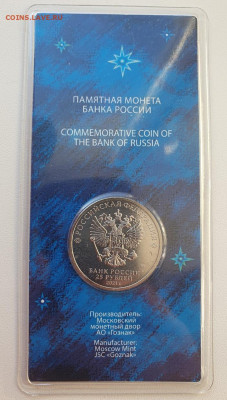 coins.lave.ru
ПАМЯТНАЯ МОНЕТА
БАНКА РОССИИ
COMMEMORATIVE COIN OF
THE BANK OF RUSSIA
РОССИЙСКАЯ ФЕДЕРАЦИЯ
БАНК РОССИИ
25 РУБЛЕЙ
Производитель:
Московский
монетный двор
АО «Гознак»
Manufacturer:
Moscow Mint
JSC «Goznak»